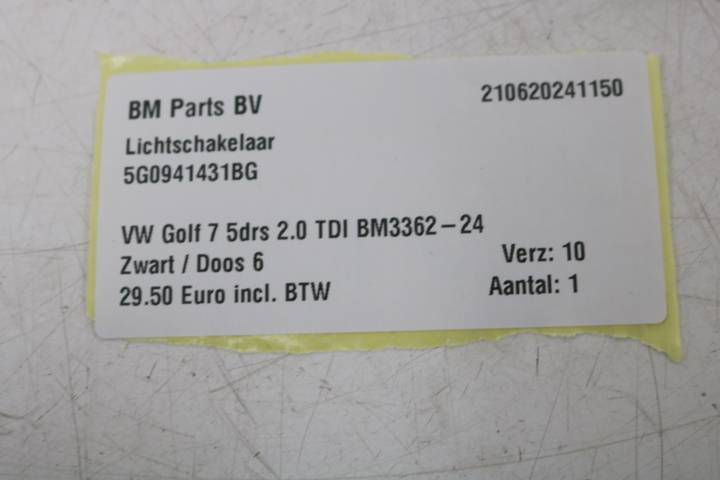 BM Parts BV 210620241150
Lichtschakelaar
5G0941431BG
VW Golf 7 5drs 2.0 TDI BM3362-24
Zwart / Doos 6 Verz: 10
29.50 Euro incl. BTW Aantal: 1